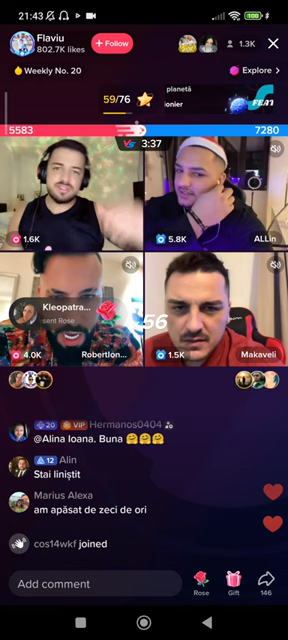 21:43
Flaviu
802.7K likes
+ Follow
1.3K
Weekly No. 20
Explore >
59/76
planetă
ionier
5583
VS 3:37
7280
1.6K
5.8K
ALLin
Kleopatra...
sent Rose
56
4.0K
RobertIon...
1.5K
Makaveli
20 VIP Hermanos0404
@Alina Ioana. Buna 🤗🤗🤗
12 Alin
Stai liniștit
Marius Alexa
am apăsat de zeci de ori
cos14wkf joined
Add comment
Rose
Gift
146